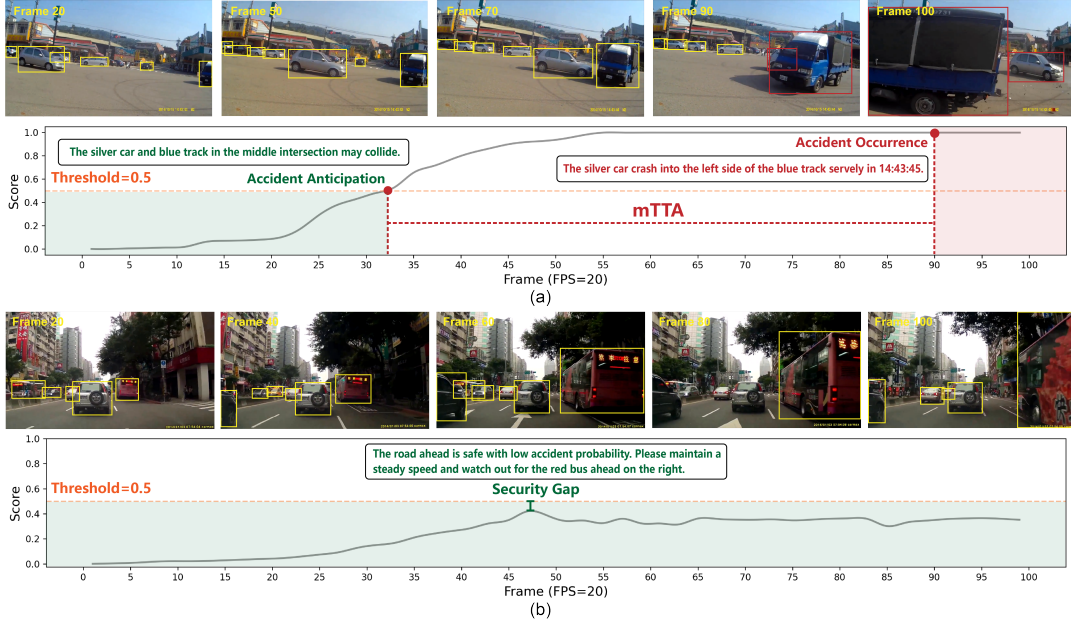 Frame 20 Frame 50 Frame 70 Frame 90 Frame 100
The silver car and blue track in the middle intersection may collide.
Accident Occurrence
The silver car crash into the left side of the blue track servely in 14:43:45.
Threshold=0.5
Accident Anticipation
mTTA
Score
1.0
0.8
0.6
0.4
0.2
0.0
0 5 10 15 20 25 30 35 40 45 50 55 60 65 70 75 80 85 90 95 100
Frame (FPS=20)
(a)
Frame 20 Frame Frame Frame Frame 100
The road ahead is safe with low accident probability. Please maintain a
steady speed and watch out for the red bus ahead on the right.
Threshold=0.5
Security Gap
Score
1.0
0.8
0.6
0.4
0.2
0.0
0 5 10 15 20 25 30 35 40 45 50 55 60 65 70 75 80 85 90 95 100
Frame (FPS=20)
(b)